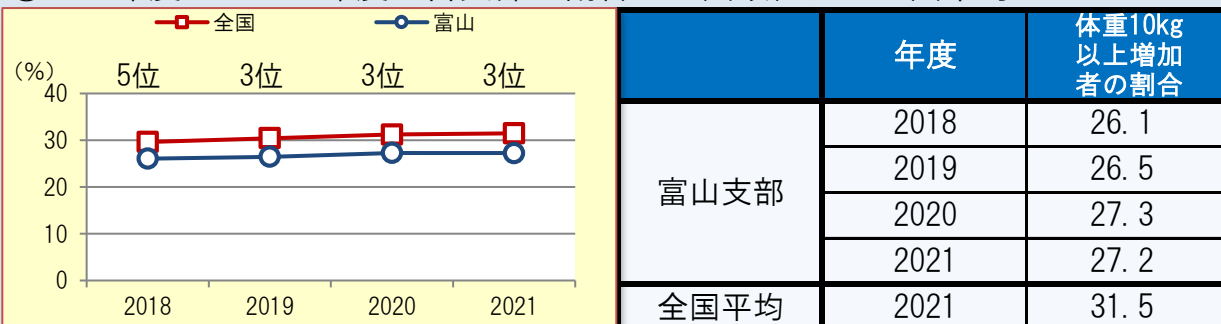 全国 富山
(%) 5位 3位 3位 3位
40
30
20
10
0
2018 2019 2020 2021
年度 体重10kg
以上増加
者の割合
富山支部
2018 26.1
2019 26.5
2020 27.3
2021 27.2
全国平均 2021 31.5